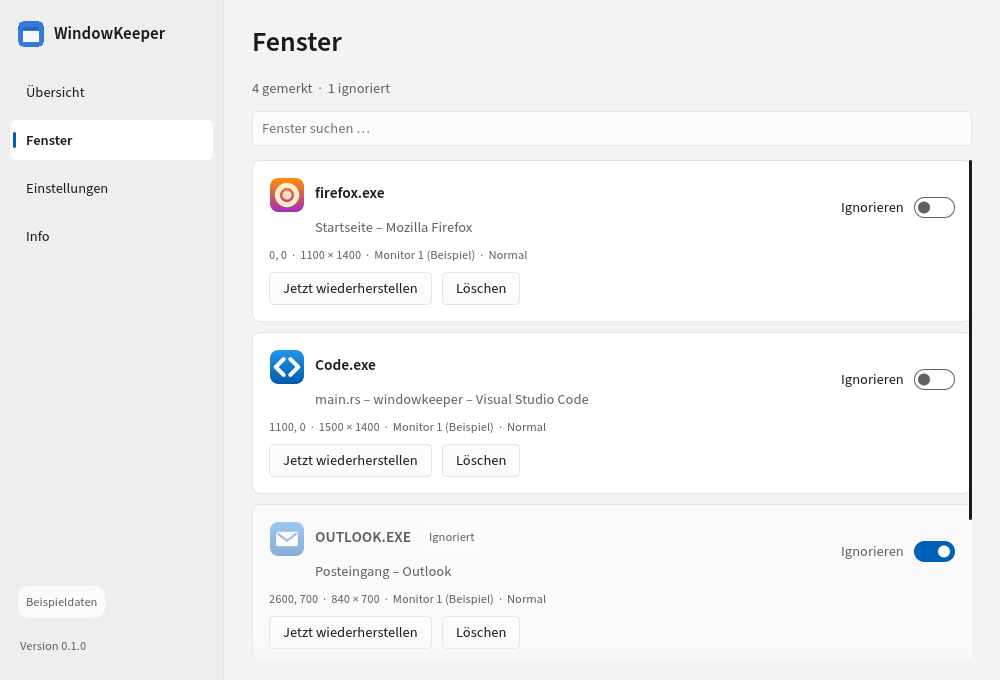 WindowKeeper
Übersicht
Fenster
Einstellungen
Info
Beispieldaten
Version 0.1.0
Fenster
4 gemerkt · 1 ignoriert
Fenster suchen …
firefox.exe
Ignorieren
Startseite – Mozilla Firefox
0, 0 · 1100 × 1400 · Monitor 1 (Beispiel) · Normal
Jetzt wiederherstellen Löschen
Code.exe
Ignorieren
main.rs – windowkeeper – Visual Studio Code
1100, 0 · 1500 × 1400 · Monitor 1 (Beispiel) · Normal
Jetzt wiederherstellen Löschen
OUTLOOK.EXE Ignoriert
Ignorieren
Posteingang – Outlook
2600, 700 · 840 × 700 · Monitor 1 (Beispiel) · Normal
Jetzt wiederherstellen Löschen